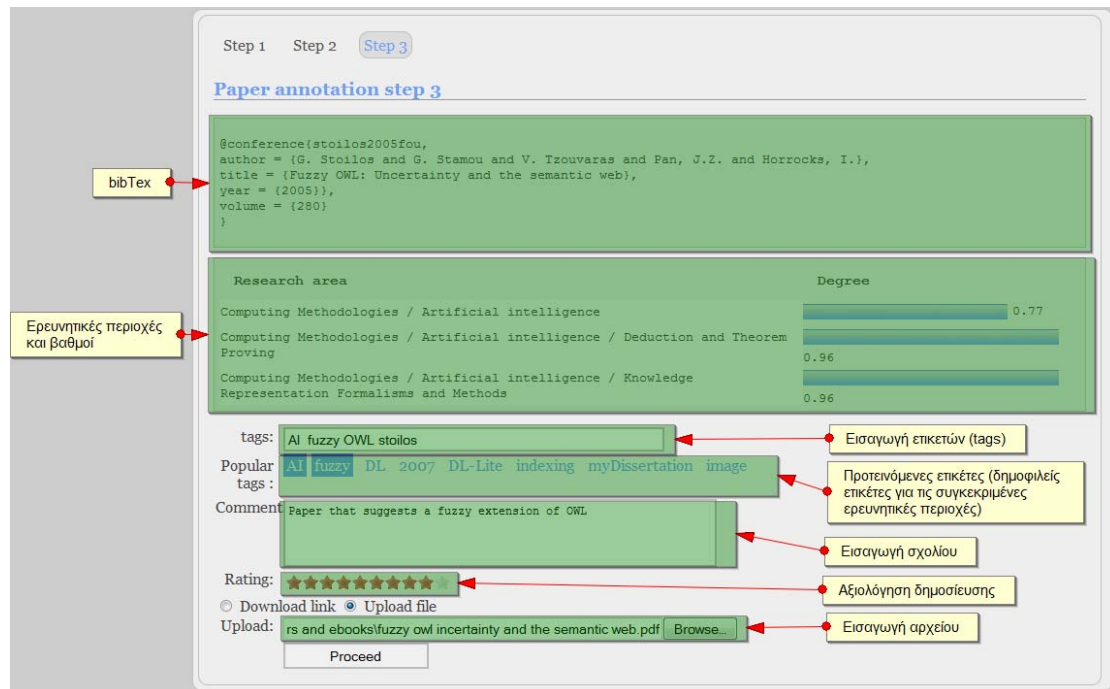 Step 1 Step 2 Step 3
Paper annotation step 3
bibTex
@conference{stoilos2005fou,
author = {G. Stoilos and G. Stamou and V. Tzouvaras and Pan, J.Z. and Horrocks, I.},
title = {Fuzzy OWL: Uncertainty and the semantic web},
year = {2005}},
volume = {280}
}
Ερευνητικές περιοχές
και βαθμοί
Research area Degree
Computing Methodologies / Artificial intelligence 0.77
Computing Methodologies / Artificial intelligence / Deduction and Theorem
Proving 0.96
Computing Methodologies / Artificial intelligence / Knowledge
Representation Formalisms and Methods 0.96
tags: AI fuzzy OWL stoilos
Εισαγωγή ετικετών (tags)
Popular AI fuzzy DL 2007 DL-Lite indexing myDissertation image
tags :
Προτεινόμενες ετικέτες (δημοφιλείς
ετικέτες για τις συγκεκριμένες
ερευνητικές περιοχές)
Comment Paper that suggests a fuzzy extension of OWL
Εισαγωγή σχολίου
Rating:
Αξιολόγηση δημοσίευσης
Download link Upload file
Upload: rs and ebooks\fuzzy owl incertainty and the semantic web.pdf Browse...
Εισαγωγή αρχείου
Proceed